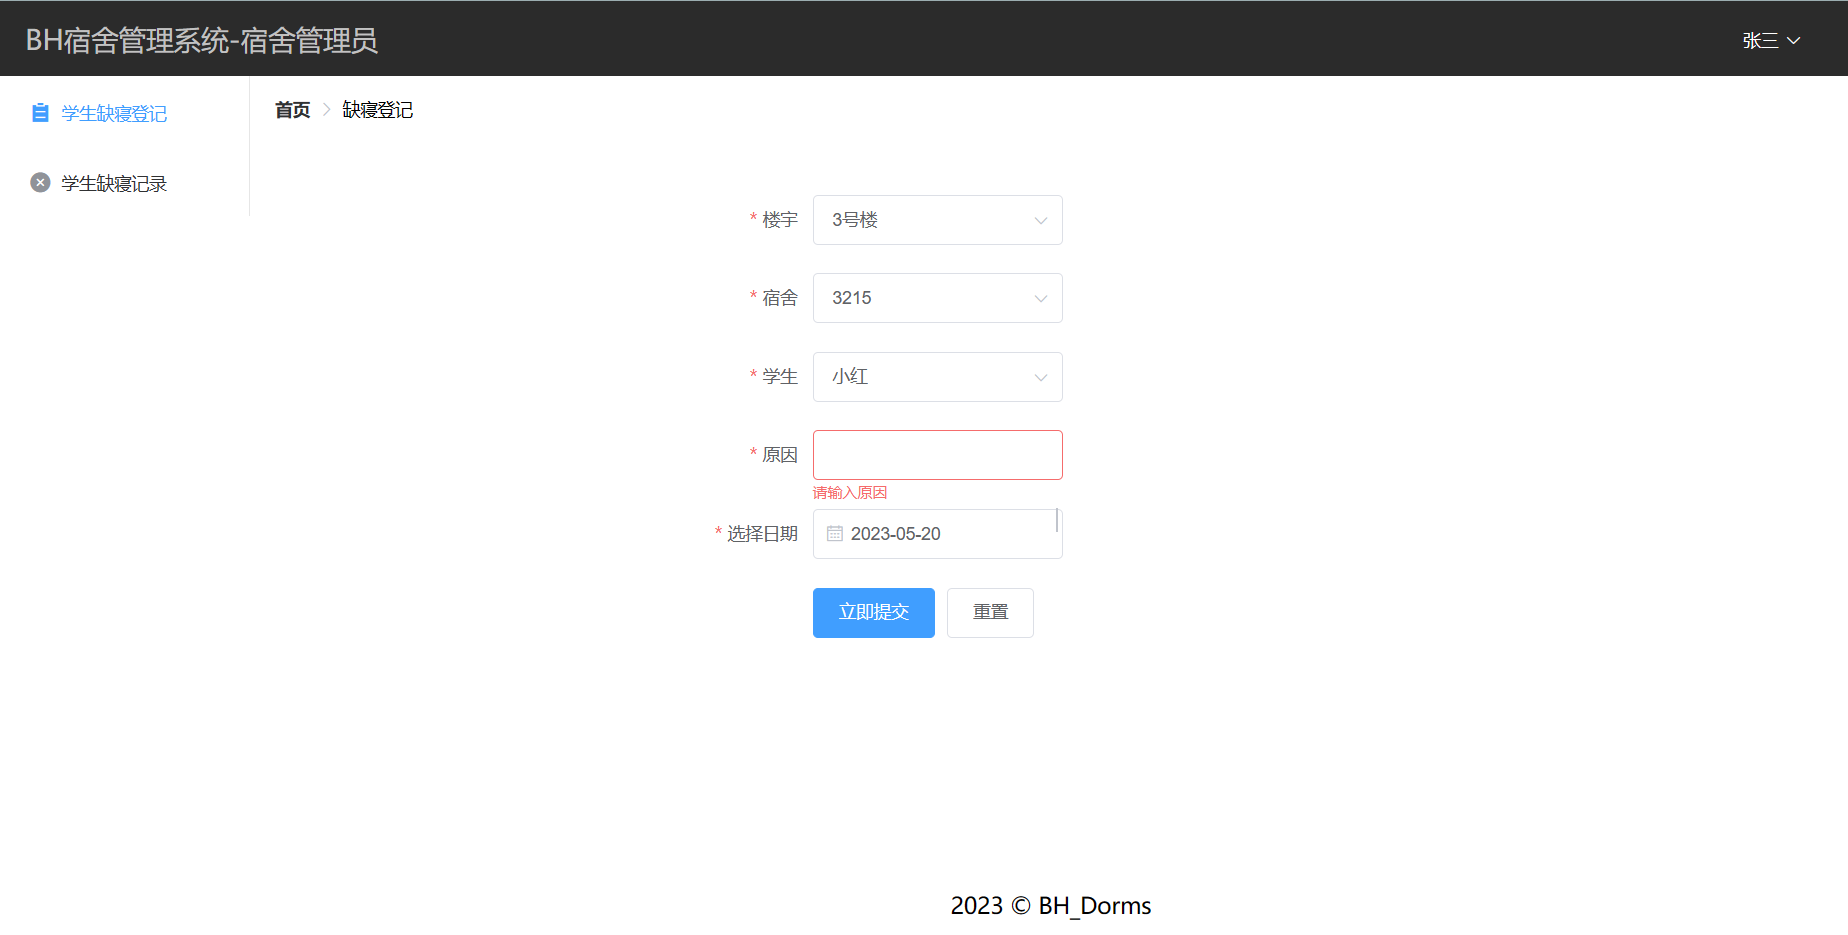 BH宿舍管理系统-宿舍管理员
张三
学生缺寝登记
学生缺寝记录
首页 > 缺寝登记
* 楼宇 3号楼
* 宿舍 3215
* 学生 小红
* 原因
请输入原因
* 选择日期 2023-05-20
立即提交 重置
2023 © BH_Dorms